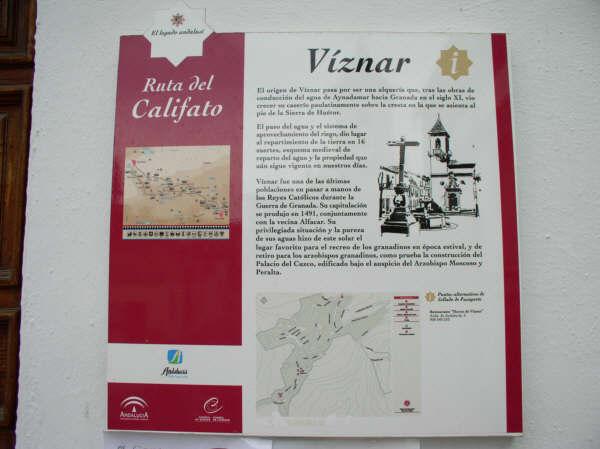 El legado andalusí
Ruta del
Califato
Víznar
i
El origen de Víznar pasa por ser una alquería que, tras las obras de
conducción del agua de Aynadamar hacia Granada en el siglo XI, vio
crecer su caserío paulatinamente sobre la cresta en la que se asienta al
pie de la Sierra de Huétor.
El paso del agua y el sistema de
aprovechamiento del riego, dio lugar
al repartimiento de la tierra en 16
suertes, esquema medieval de
reparto del agua y la propiedad que
aún sigue vigente en nuestros días.
Víznar fue una de las últimas
poblaciones en pasar a manos de
los Reyes Católicos durante la
Guerra de Granada. Su capitulación
se produjo en 1491, conjuntamente
con la vecina Alfacar. Su
privilegiada situación y la pureza
de sus aguas hizo de este solar el
lugar favorito para el recreo de los granadinos en época estival, y de
retiro para los arzobispos granadinos, como prueba la construcción del
Palacio del Cuzco, edificado bajo el auspicio del Arzobispo Moscoso y
Peralta.
i
Puntos alternativos de
Sellado de Pasaporte
Andalucía
ANDALUCIA